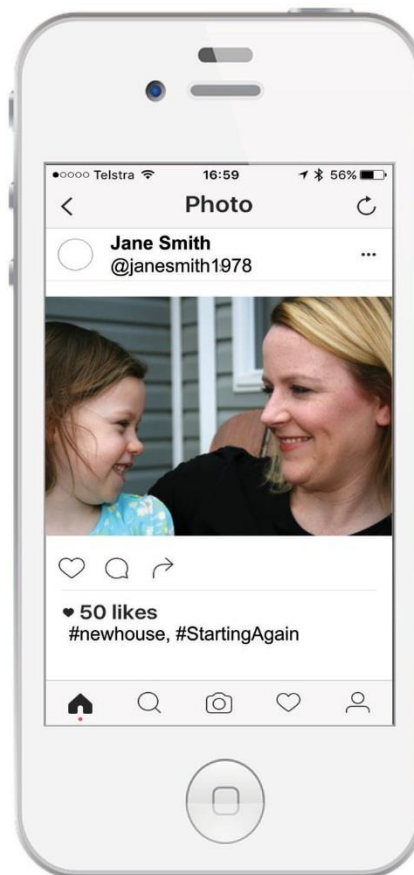 Telstra 16:59 56%
Photo
Jane Smith
@janesmith1978
50 likes
#newhouse, #StartingAgain